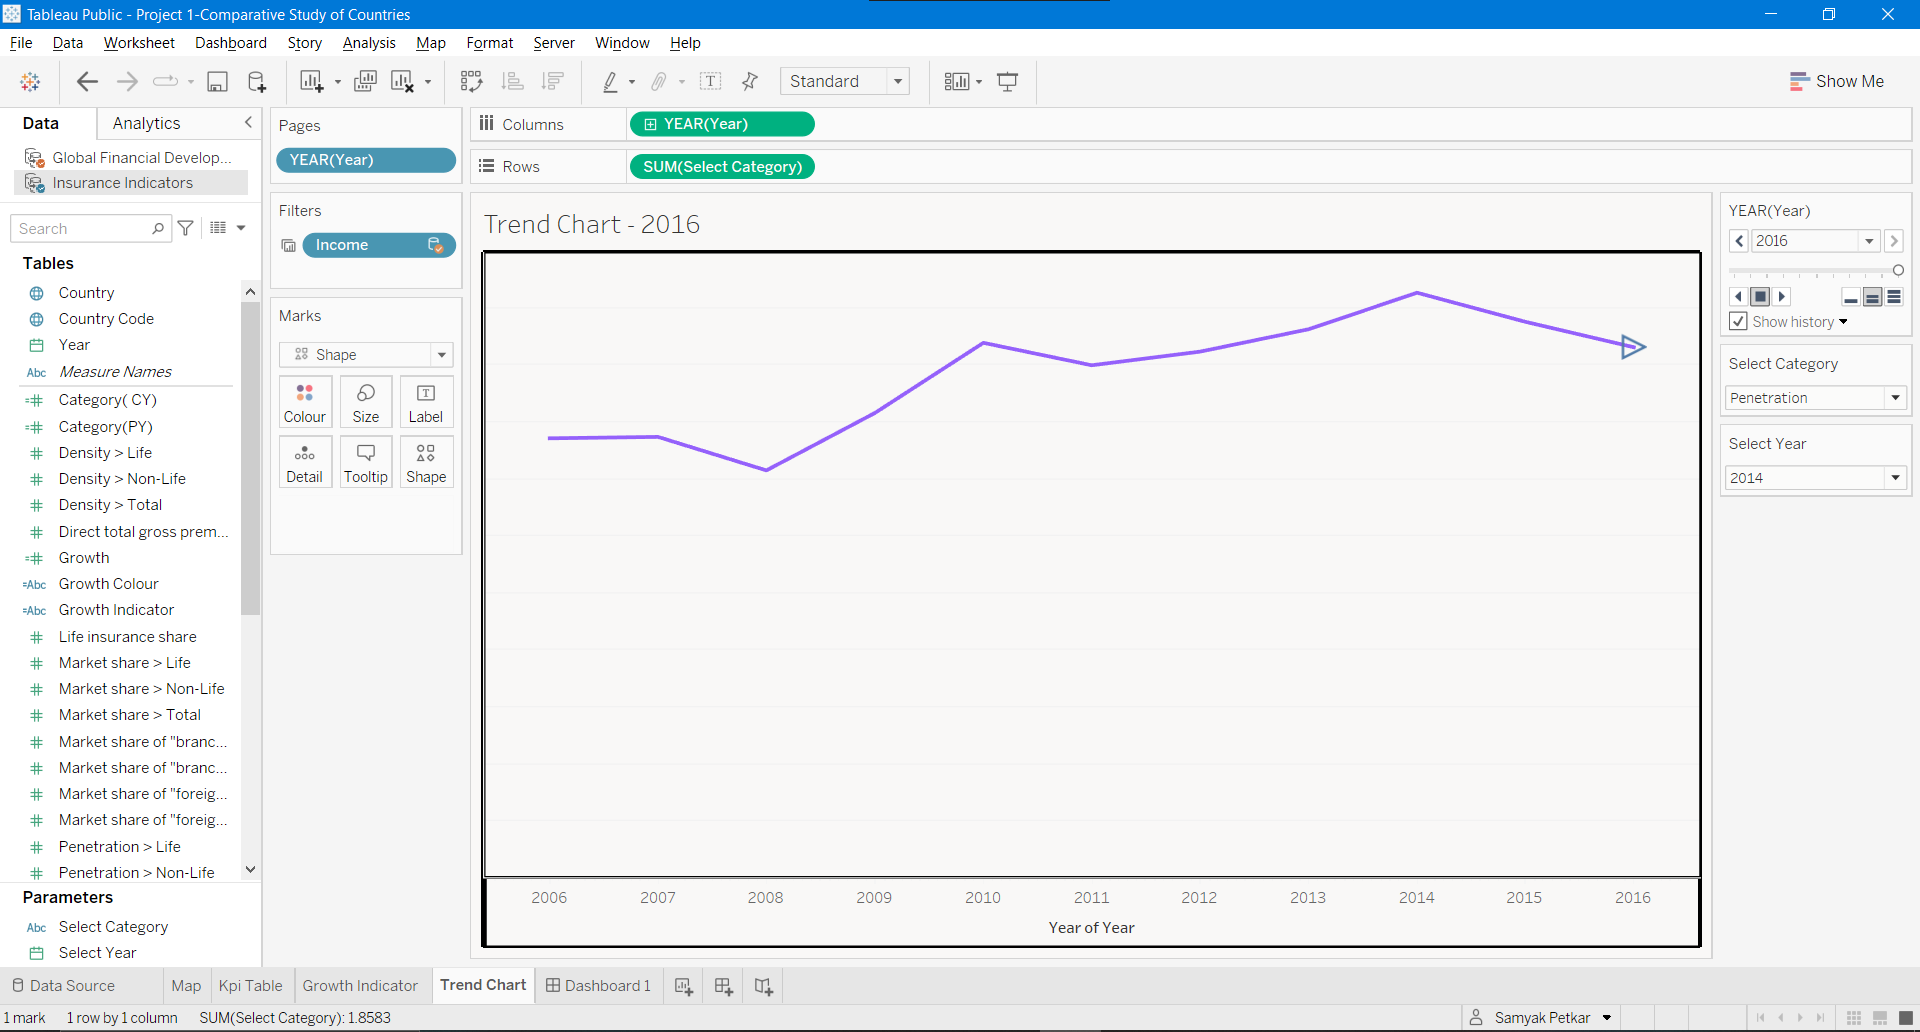 Tableau Public - Project 1-Comparative Study of Countries
File Data Worksheet Dashboard Story Analysis Map Format Server Window Help
Standard
Show Me
Data Analytics
Global Financial Develop...
Insurance Indicators
Search
Tables
Country
Country Code
Year
Abc Measure Names
Category( CY)
Category(PY)
Density > Life
Density > Non-Life
Density > Total
Direct total gross prem...
Growth
=Abc Growth Colour
=Abc Growth Indicator
Life insurance share
Market share > Life
Market share > Non-Life
Market share > Total
Market share of "branc...
Market share of "branc...
Market share of "foreig...
Market share of "foreig...
Penetration > Life
Penetration > Non-Life
Parameters
Abc Select Category
Select Year
Pages
YEAR(Year)
Filters
Income
Marks
Shape
Colour Size Label
Detail Tooltip Shape
Columns YEAR(Year)
Rows SUM(Select Category)
Trend Chart - 2016
2006 2007 2008 2009 2010 2011 2012 2013 2014 2015 2016
Year of Year
YEAR(Year)
2016
Show history
Select Category
Penetration
Select Year
2014
Data Source Map Kpi Table Growth Indicator Trend Chart Dashboard 1
1 mark 1 row by 1 column SUM(Select Category): 1.8583 Samyak Petkar